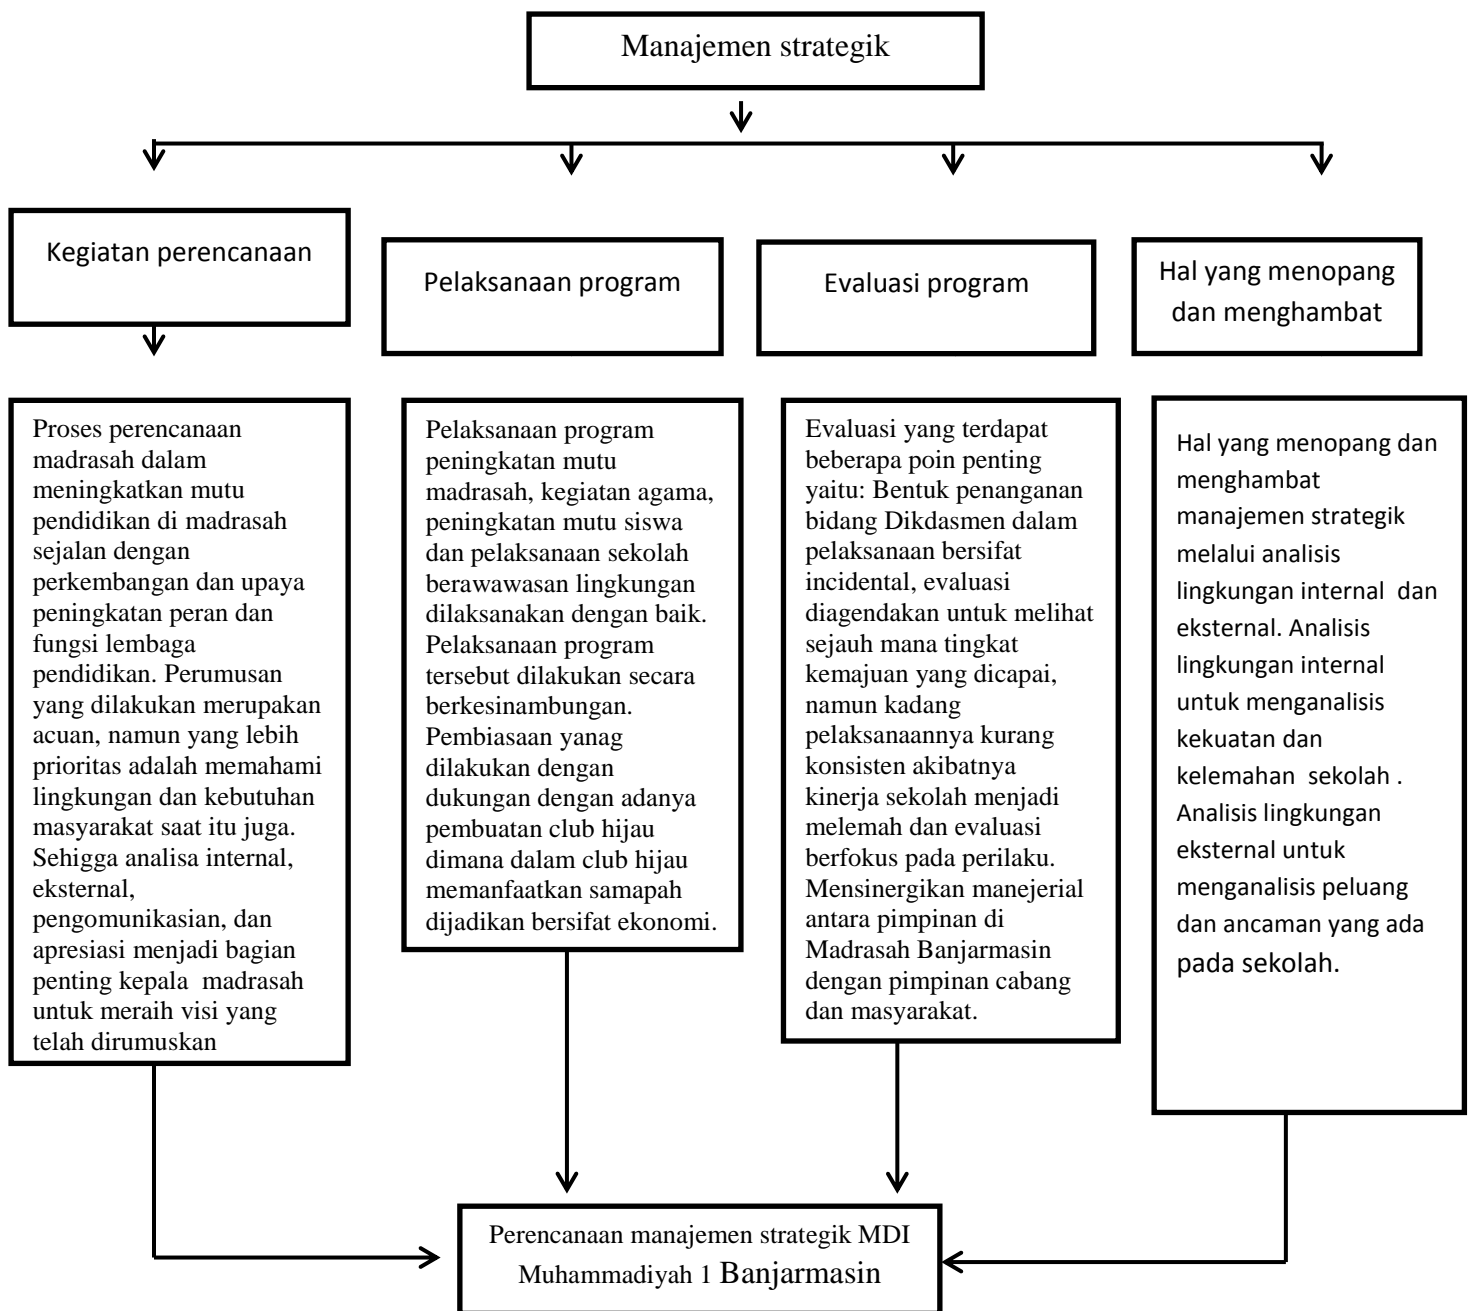 Manajemen strategik
Kegiatan perencanaan
Pelaksanaan program
Evaluasi program
Hal yang menopang
dan menghambat
Proses perencanaan
madrasah dalam
meningkatkan mutu
pendidikan di madrasah
sejalan dengan
perkembangan dan upaya
peningkatan peran dan
fungsi lembaga
pendidikan. Perumusan
yang dilakukan merupakan
acuan, namun yang lebih
prioritas adalah memahami
lingkungan dan kebutuhan
masyarakat saat itu juga.
Sehigga analisa internal,
eksternal,
pengomunikasian, dan
apresiasi menjadi bagian
penting kepala  madrasah
untuk meraih visi yang
telah dirumuskan
Pelaksanaan program
peningkatan mutu
madrasah, kegiatan agama,
peningkatan mutu siswa
dan pelaksanaan sekolah
berawawasan lingkungan
dilaksanakan dengan baik.
Pelaksanaan program
tersebut dilakukan secara
berkesinambungan.
Pembiasaan yanag
dilakukan dengan
dukungan dengan adanya
pembuatan club hijau
dimana dalam club hijau
memanfaatkan samapah
dijadikan bersifat ekonomi.
Evaluasi yang terdapat
beberapa poin penting
yaitu: Bentuk penanganan
bidang Dikdasmen dalam
pelaksanaan bersifat
incidental, evaluasi
diagendakan untuk melihat
sejauh mana tingkat
kemajuan yang dicapai,
namun kadang
pelaksanaannya kurang
konsisten akibatnya
kinerja sekolah menjadi
melemah dan evaluasi
berfokus pada perilaku.
Mensinergikan manejerial
antara pimpinan di
Madrasah Banjarmasin
dengan pimpinan cabang
dan masyarakat.
Hal yang menopang dan
menghambat
manajemen strategik
melalui analisis
lingkungan internal  dan
eksternal. Analisis
lingkungan internal
untuk menganalisis
kekuatan dan
kelemahan  sekolah .
Analisis lingkungan
eksternal untuk
menganalisis peluang
dan ancaman yang ada
pada sekolah.
Perencanaan manajemen strategik MDI
Muhammadiyah 1 Banjarmasin